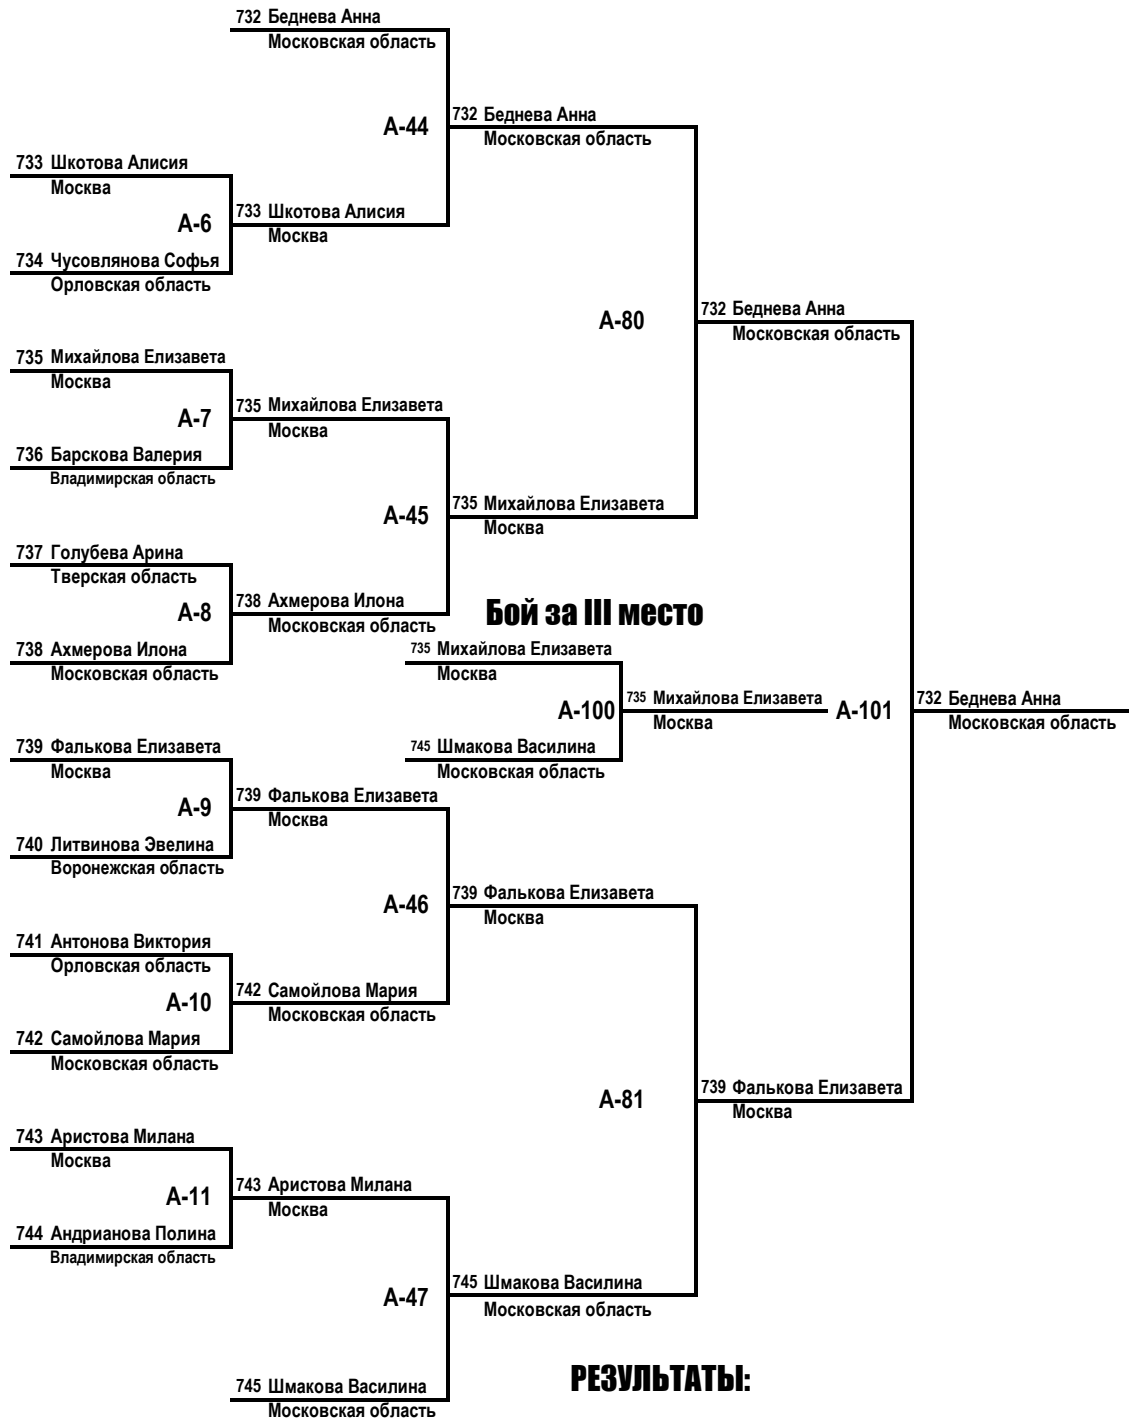 732 Беднева Анна
Московская область
А-44
732 Беднева Анна
Московская область
733 Шкотова Алисия
Москва
А-6
733 Шкотова Алисия
Москва
734 Чусовлянова Софья
Орловская область
А-80
732 Беднева Анна
Московская область
735 Михайлова Елизавета
Москва
А-7
735 Михайлова Елизавета
Москва
736 Барскова Валерия
Владимирская область
А-45
735 Михайлова Елизавета
Москва
737 Голубева Арина
Тверская область
А-8
738 Ахмерова Илона
Московская область
738 Ахмерова Илона
Московская область
Бой за III место
735 Михайлова Елизавета
Москва
А-100
735 Михайлова Елизавета
Москва
745 Шмакова Василина
Московская область
А-101
732 Беднева Анна
Московская область
739 Фалькова Елизавета
Москва
А-9
739 Фалькова Елизавета
Москва
740 Литвинова Эвелина
Воронежская область
А-46
739 Фалькова Елизавета
Москва
741 Антонова Виктория
Орловская область
А-10
742 Самойлова Мария
Московская область
742 Самойлова Мария
Московская область
А-81
739 Фалькова Елизавета
Москва
743 Аристова Милана
Москва
А-11
743 Аристова Милана
Москва
744 Андрианова Полина
Владимирская область
А-47
745 Шмакова Василина
Московская область
745 Шмакова Василина
Московская область
РЕЗУЛЬТАТЫ: